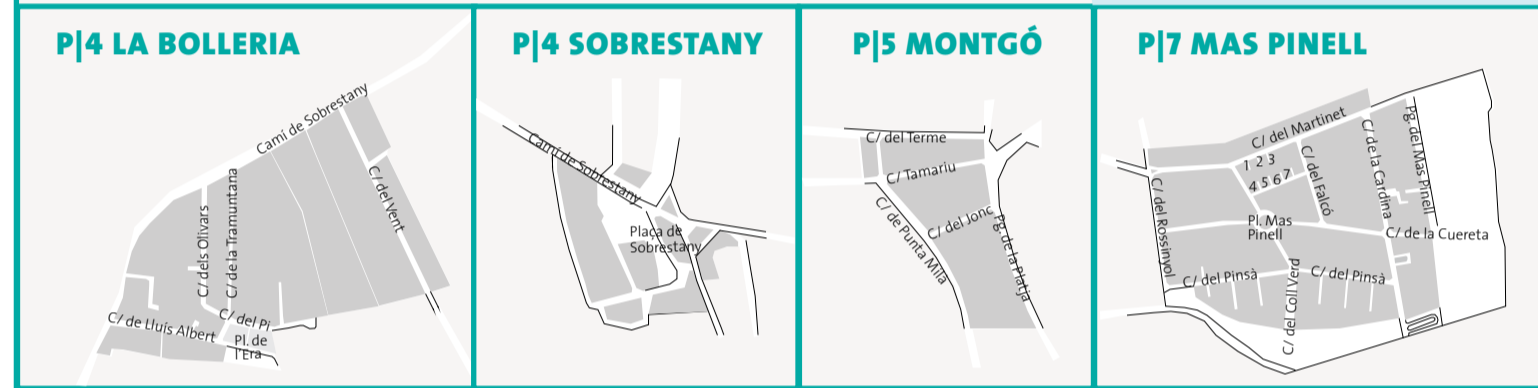 P|4 LA BOLLERIA
Camí de Sobrestany
C/ del Vent
C/ dels Olivars
C/ de la Tramuntana
C/ de Lluís Albert
C/ del Pi
Pl. de
l'Era
P|4 SOBRESTANY
Camí de Sobrestany
Plaça de
Sobrestany
P|5 MONTGÓ
C/ del Terme
C/ Tamariu
C/ de Punta Mila
C/ del Jonc
Pg. de la Platja
P|7 MAS PINELL
C/ del Martinet
Pg. del Mas Pinell
C/ de la Cardina
C/ del Falcó
1 2 3
4 5 6 7
C/ del Rossinyol
Pl. Mas
Pinell
C/ de la Cuereta
C/ del Pinsà
C/ del Pinsà
C/ del Coll Verd